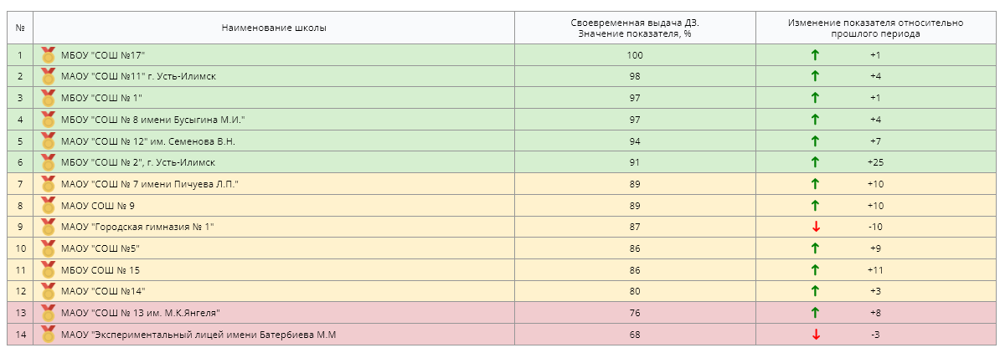 № Наименование школы Своевременная выдача ДЗ. Значение показателя, % Изменение показателя относительно прошлого периода
1 МБОУ "СОШ №17" 100 +1
2 МАОУ "СОШ №11" г. Усть-Илимск 98 +4
3 МБОУ "СОШ № 1" 97 +1
4 МБОУ "СОШ № 8 имени Бусыгина М.И." 97 +4
5 МАОУ "СОШ № 12" им. Семенова В.Н. 94 +7
6 МБОУ "СОШ № 2", г. Усть-Илимск 91 +25
7 МАОУ "СОШ № 7 имени Пичуева Л.П." 89 +10
8 МАОУ СОШ № 9 89 +10
9 МАОУ "Городская гимназия № 1" 87 -10
10 МАОУ "СОШ №5" 86 +9
11 МБОУ СОШ № 15 86 +11
12 МАОУ "СОШ №14" 80 +3
13 МАОУ "СОШ № 13 им. М.К.Янгеля" 76 +8
14 МАОУ "Экспериментальный лицей имени Батербиева М.М 68 -3